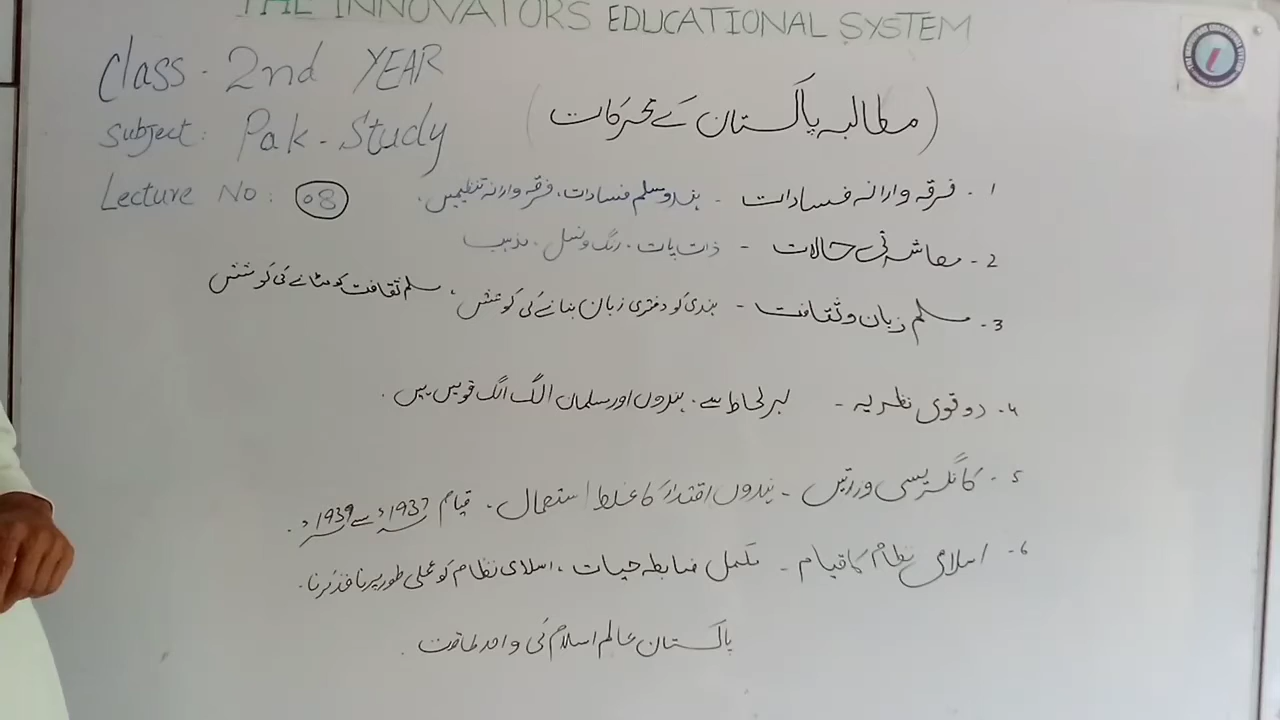 THE INNOVATORS EDUCATIONAL SYSTEM
Class - 2nd YEAR
Subject: Pak - Study
Lecture No: 08
(مطالبہ پاکستان کے محرکات)
1 - فرقہ وارانہ فسادات - ہندو مسلم فسادات، فرقہ وارانہ تنظیمیں.
2 - معاشرتی حالات - ذات پات، رنگ و نسل، مذہب
3 - مسلم زبان و ثقافت - ہندی کو دفتری زبان بنانے کی کوشش، مسلم ثقافت کو مٹانے کی کوشش
۴ - دو قومی نظریہ - ہر لحاظ سے، ہندوں اور مسلمان الگ الگ قومیں ہیں.
۵ - کانگریسی وزرتیں - ہندوں اقتدار کا غلط استعمال، قیام 1937ء سے 1939ء.
۶ - اسلامی نظام کا قیام - مکمل ضابطہ حیات، اسلامی نظام کو عملی طور پر نافذ کرنا.
پاکستان عالم اسلام کی واحد طاقت.